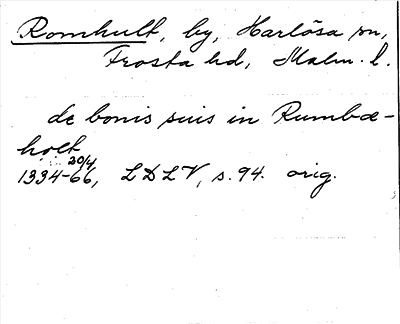 Romhult, by, Harlösa sn,
Frosta hd, Malm. l.
de bonis suis in Rumbæ-
holt
20/4
1334-66, LDLV, s. 94. orig.